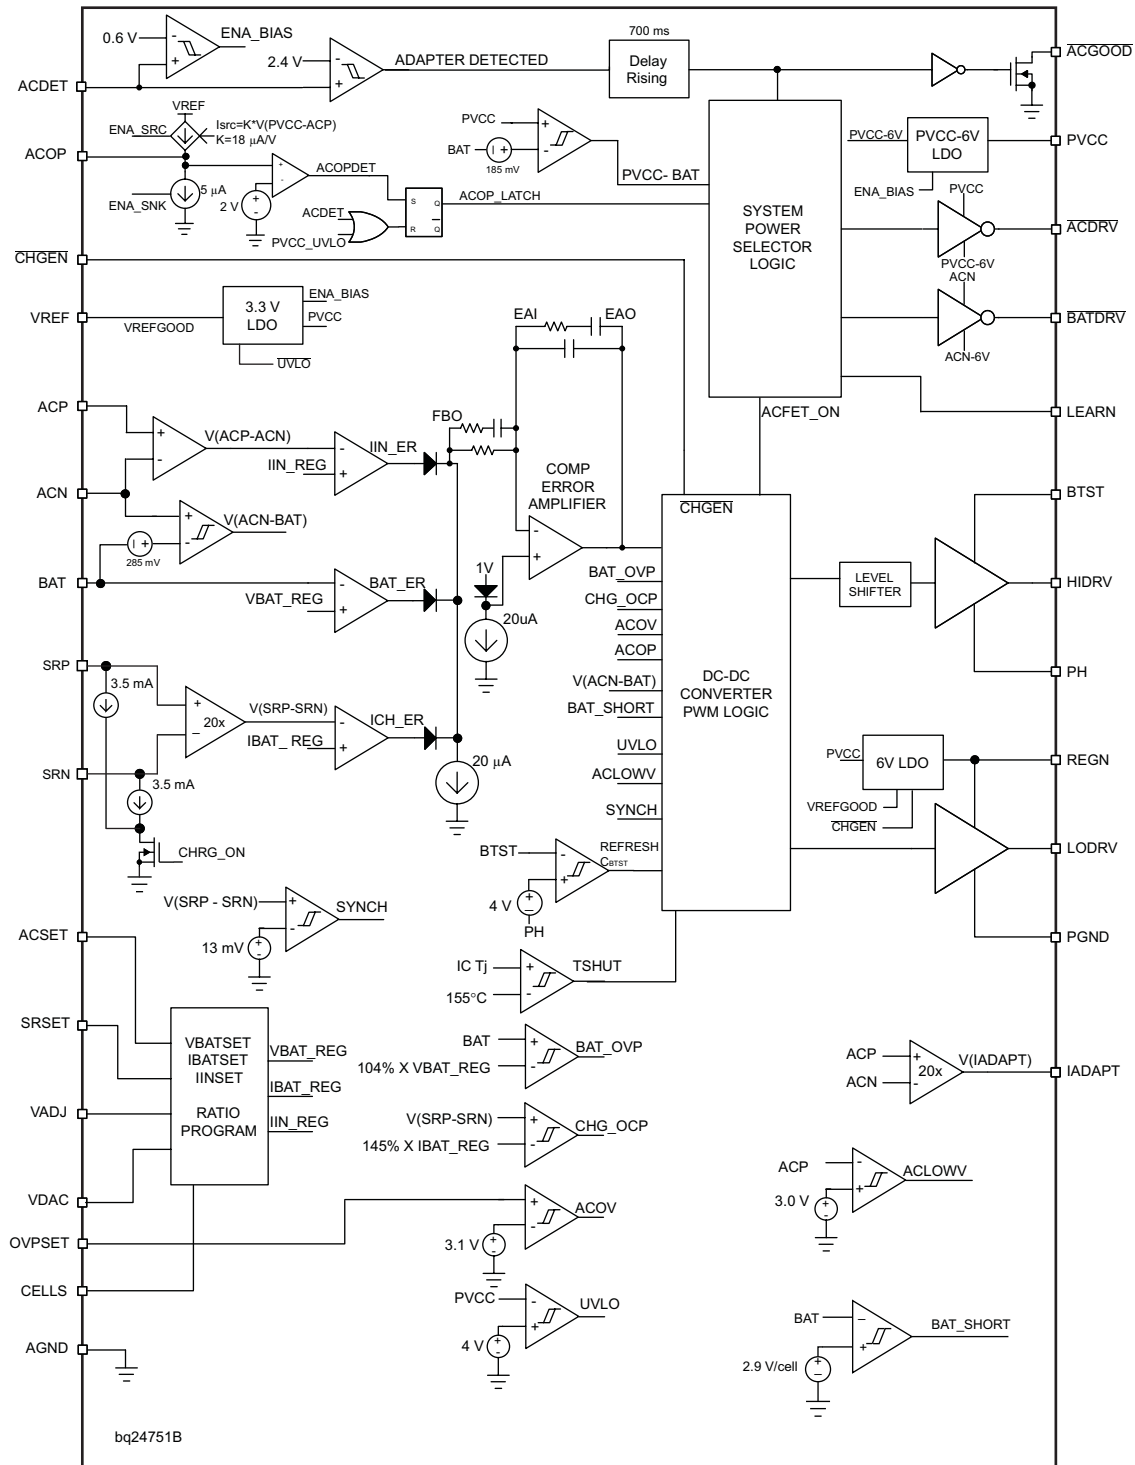 0.6 V
ENA_BIAS
2.4 V
ADAPTER DETECTED
700 ms
Delay
Rising
ACGOOD
ACDET
VREF
Isrc=K*V(PVCC-ACP)
K=18 μA/V
ENA_SRC
ACOP
5 μA
ENA_SNK
2 V
ACOPDET
ACDET
PVCC_UVLO
S
Q
R
Q
ACOP_LATCH
PVCC
BAT
185 mV
PVCC- BAT
SYSTEM
POWER
SELECTOR
LOGIC
PVCC-6V
PVCC-6V
LDO
PVCC
ENA_BIAS
PVCC
ACDRV
PVCC-6V
ACN
BATDRV
ACN-6V
LEARN
ACFET_ON
CHGEN
VREF
VREFGOOD
3.3 V
LDO
ENA_BIAS
PVCC
UVLO
EAI
EAO
FBO
ACP
V(ACP-ACN)
IIN_REG
IIN_ER
ACN
V(ACN-BAT)
285 mV
BAT
BAT_ER
VBAT_REG
COMP
ERROR
AMPLIFIER
1V
20uA
SRP
3.5 mA
20x
V(SRP-SRN)
IBAT_ REG
ICH_ER
20 μA
SRN
3.5 mA
CHRG_ON
CHGEN
BAT_OVP
CHG_OCP
ACOV
ACOP
V(ACN-BAT)
BAT_SHORT
UVLO
ACLOWV
SYNCH
DC-DC
CONVERTER
PWM LOGIC
BTST
LEVEL
SHIFTER
HIDRV
PH
PVCC
6V LDO
REGN
VREFGOOD
CHGEN
LODRV
PGND
BTST
REFRESH
CBTST
4 V
PH
V(SRP - SRN)
SYNCH
13 mV
IC Tj
TSHUT
155°C
ACSET
SRSET
VADJ
VDAC
OVPSET
CELLS
AGND
VBATSET
IBATSET
IINSET
RATIO
PROGRAM
VBAT_REG
IBAT_REG
IIN_REG
BAT
BAT_OVP
104% X VBAT_REG
V(SRP-SRN)
CHG_OCP
145% X IBAT_REG
ACOV
3.1 V
PVCC
UVLO
4 V
ACP
ACN
20x
V(IADAPT)
IADAPT
ACP
ACLOWV
3.0 V
BAT
BAT_SHORT
2.9 V/cell
bq24751B